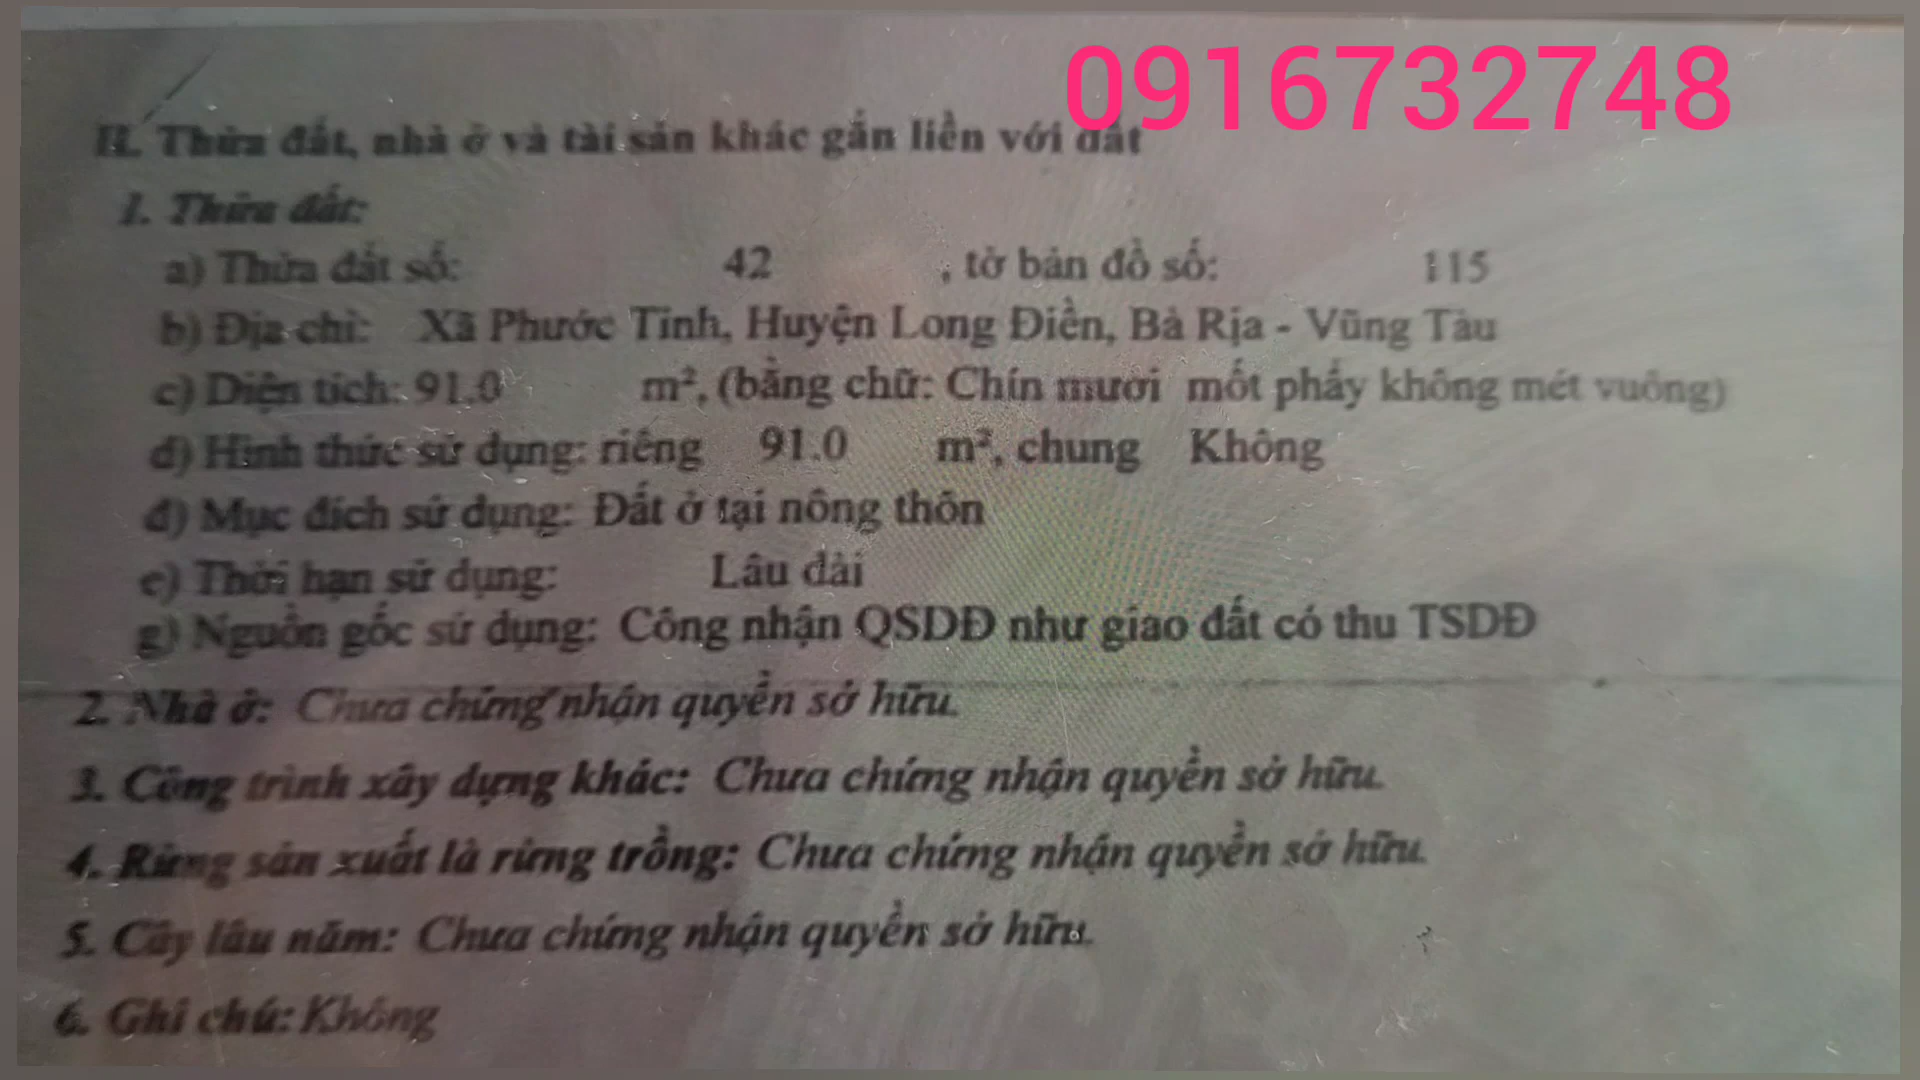 0916732748
II. Thửa đất, nhà ở và tài sản khác gắn liền với đất
1. Thửa đất:
a) Thửa đất số: 42 , tờ bản đồ số: 115
b) Địa chỉ: Xã Phước Tỉnh, Huyện Long Điền, Bà Rịa - Vũng Tàu
c) Diện tích: 91.0 m², (bằng chữ: Chín mươi mốt phẩy không mét vuông)
d) Hình thức sử dụng: riêng 91.0 m², chung Không
đ) Mục đích sử dụng: Đất ở tại nông thôn
e) Thời hạn sử dụng: Lâu dài
g) Nguồn gốc sử dụng: Công nhận QSDĐ như giao đất có thu TSDĐ
2. Nhà ở: Chưa chứng nhận quyền sở hữu.
3. Công trình xây dựng khác: Chưa chứng nhận quyền sở hữu.
4. Rừng sản xuất là rừng trồng: Chưa chứng nhận quyền sở hữu.
5. Cây lâu năm: Chưa chứng nhận quyền sở hữu.
6. Ghi chú: Không